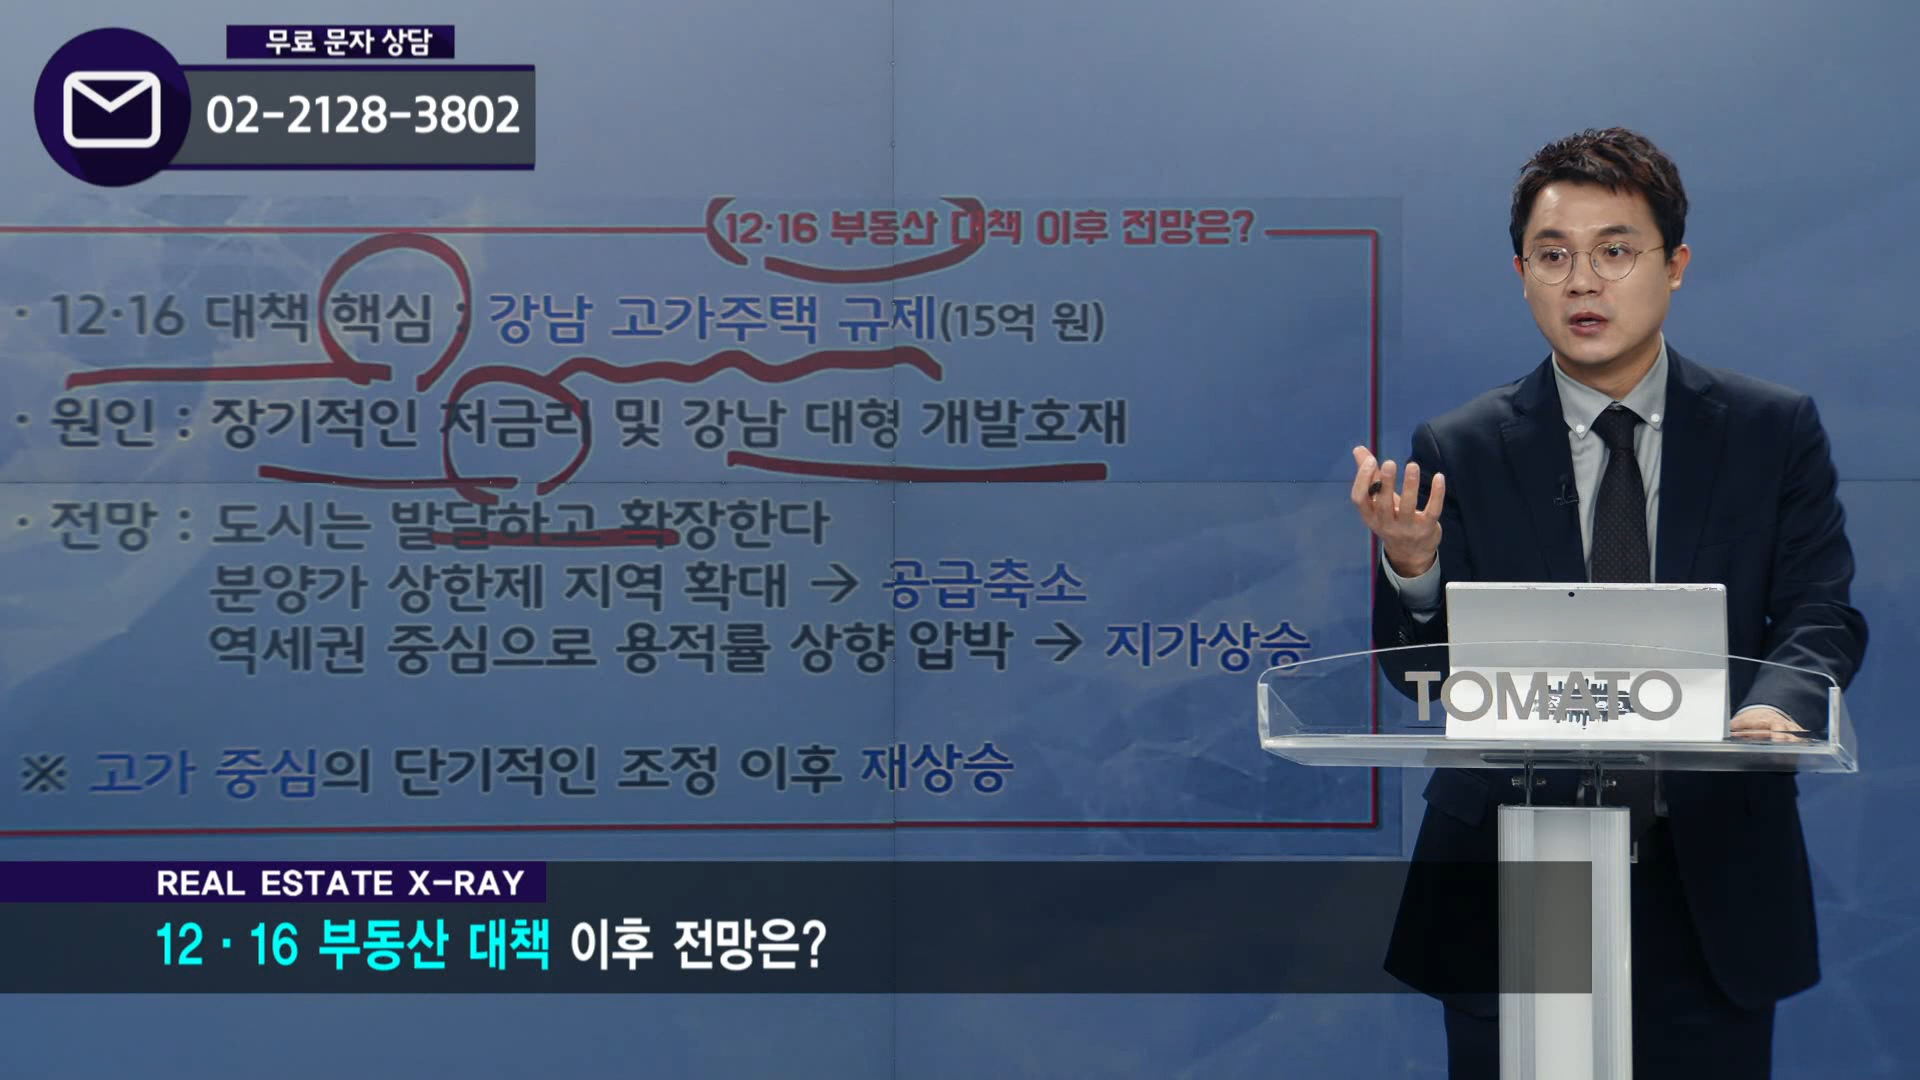 무료 문자 상담
02-2128-3802
12·16 부동산 대책 이후 전망은?
· 12·16 대책 핵심 : 강남 고가주택 규제(15억 원)
· 원인 : 장기적인 저금리 및 강남 대형 개발호재
· 전망 : 도시는 발달하고 확장한다
분양가 상한제 지역 확대 → 공급축소
역세권 중심으로 용적률 상향 압박 → 지가상승
※ 고가 중심의 단기적인 조정 이후 재상승
TOMATO
REAL ESTATE X-RAY
12·16 부동산 대책 이후 전망은?